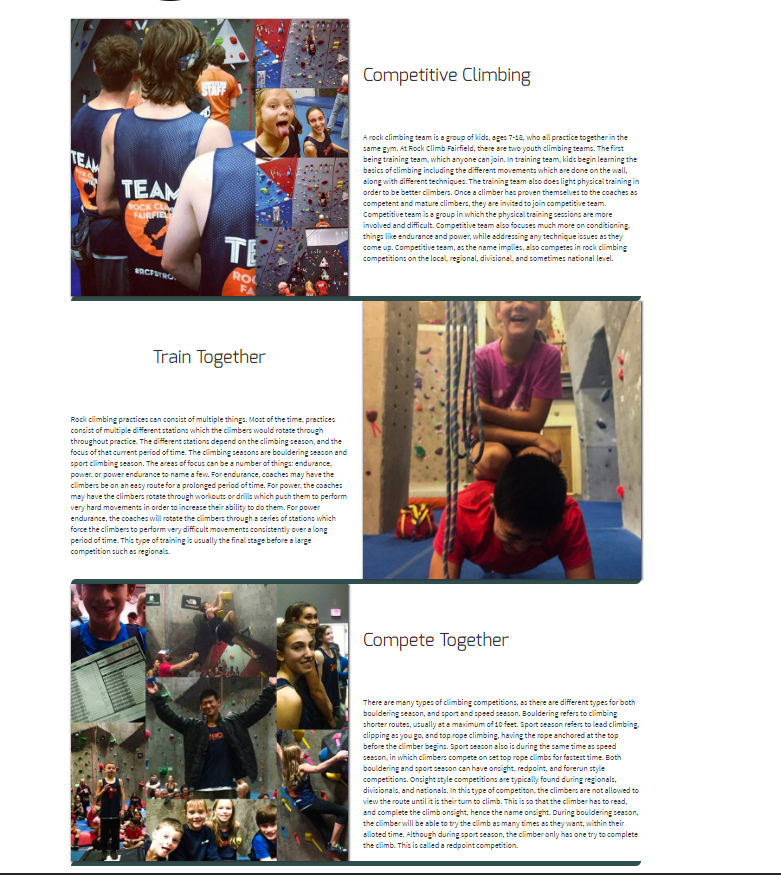 STAFF
TEAM
TEAM
ROCK CLIMB
FAIRFIELD
#RCFSTRO
TE
ROC
FA
Competitive Climbing
A rock climbing team is a group of kids, ages 7-18, who all practice together in the
same gym. At Rock Climb Fairfield, there are two youth climbing teams. The first
being training team, which anyone can join. In training team, kids begin learning the
basics of climbing including the different movements which are done on the wall,
along with different techniques. The training team also does light physical training in
order to be better climbers. Once a climber has proven themselves to the coaches as
competent and mature climbers, they are invited to join competitive team.
Competitive team is a group in which the physical training sessions are more
involved and difficult. Competitive team also focuses much more on conditioning,
things like endurance and power, while addressing any technique issues as they
come up. Competitive team, as the name implies, also competes in rock climbing
competitions on the local, regional, divisional, and sometimes national level.
Train Together
Rock climbing practices can consist of multiple things. Most of the time, practices
consist of multiple different stations which the climbers would rotate through
throughout practice. The different stations depend on the climbing season, and the
focus of that current period of time. The climbing seasons are bouldering season and
sport climbing season. The areas of focus can be a number of things: endurance,
power, or power endurance to name a few. For endurance, coaches may have the
climbers be on an easy route for a prolonged period of time. For power, the coaches
may have the climbers rotate through workouts or drills which push them to perform
very hard movements in order to increase their ability to do them. For power
endurance, the coaches will rotate the climbers through a series of stations which
force the climbers to perform very difficult movements consistently over a long
period of time. This type of training is usually the final stage before a large
competition such as regionals.
Compete Together
There are many types of climbing competitions, as there are different types for both
bouldering season, and sport and speed season. Bouldering refers to climbing
shorter routes, usually at a maximum of 10 feet. Sport season refers to lead climbing,
clipping as you go, and top rope climbing, having the rope anchored at the top
before the climber begins. Sport season also is during the same time as speed
season, in which climbers compete on set top rope climbs for fastest time. Both
bouldering and sport season can have onsight, redpoint, and forerun style
competitions. Onsight style competitions are typically found during regionals,
divisionals, and nationals. In this type of competiton, the climbers are not allowed to
view the route until it is their turn to climb. This is so that the climber has to read,
and complete the climb onsight, hence the name onsight. During bouldering season,
the climber will be able to try the climb as many times as they want, within their
alloted time. Although during sport season, the climber only has one try to complete
the climb. This is called a redpoint competition.